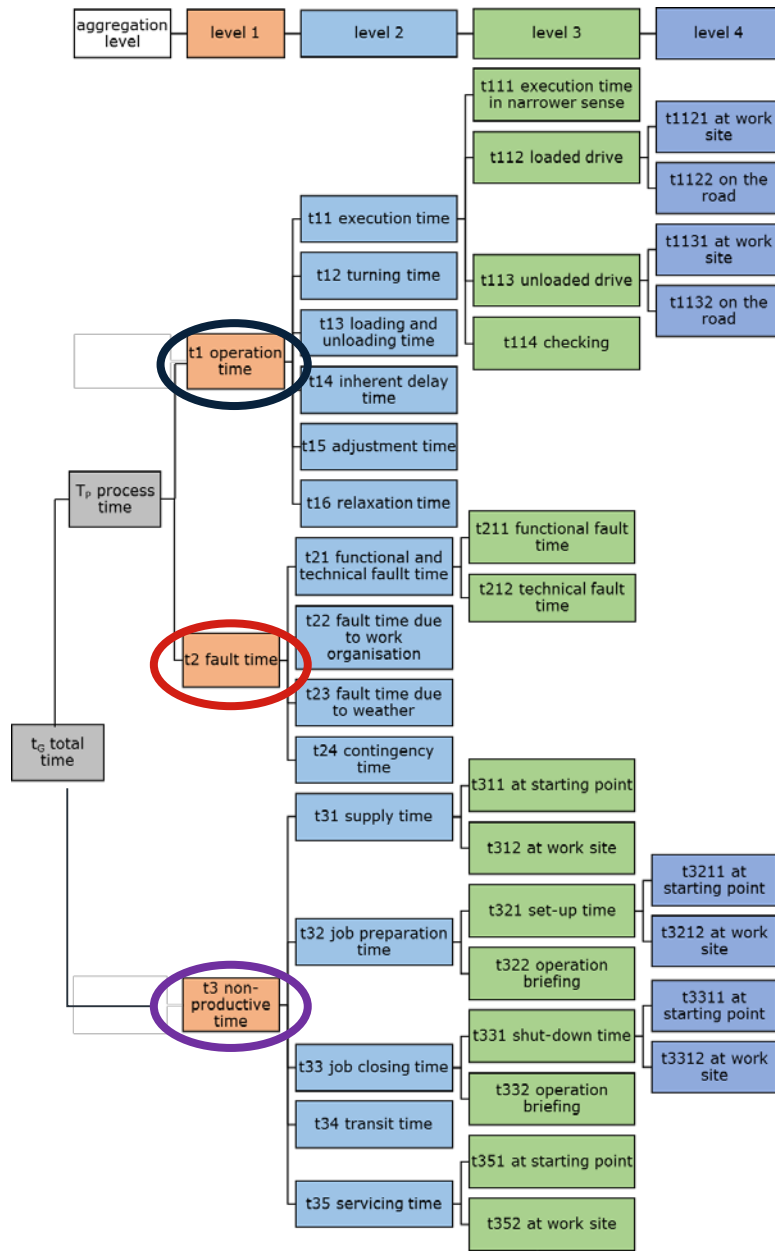 aggregation
level
level 1
level 2
level 3
level 4
t111 execution time
in narrower sense
t1121 at work
site
t112 loaded drive
t1122 on the
road
t11 execution time
t1131 at work
site
t12 turning time
t113 unloaded drive
t1132 on the
road
t13 loading and
unloading time
t114 checking
t1 operation
time
t14 inherent delay
time
t15 adjustment time
TP process
time
t16 relaxation time
t211 functional fault
time
t21 functional and
technical faullt time
t212 technical fault
time
t22 fault time due
to work
organisation
t2 fault time
t23 fault time due
to weather
tG total
time
t24 contingency
time
t311 at starting point
t31 supply time
t312 at work site
t3211 at
starting point
t321 set-up time
t32 job preparation
time
t3212 at work
site
t322 operation
briefing
t3 non-
productive
time
t3311 at
starting point
t331 shut-down time
t33 job closing time
t3312 at work
site
t332 operation
briefing
t34 transit time
t351 at starting point
t35 servicing time
t352 at work site